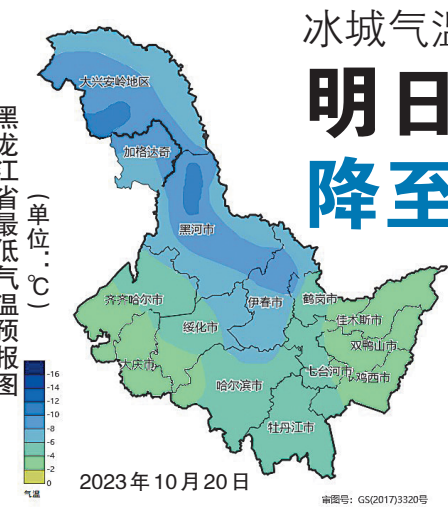 冰城气温
明日
降至
黑龙江省最低气温预报图
(单位:℃)
大兴安岭地区
加格达奇
黑河市
齐齐哈尔市
绥化市
伊春市
鹤岗市
佳木斯市
双鸭山市
大庆市
哈尔滨市
七台河市
鸡西市
牡丹江市
-16
-14
-12
-10
-8
-6
-4
-2
0
气温
2023年10月20日
审图号:GS(2017)3320号